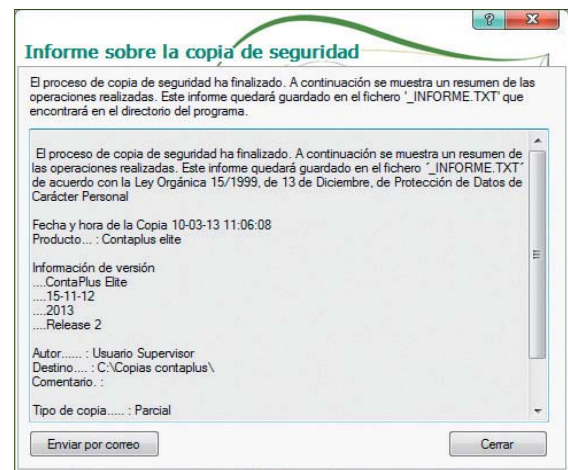 ?
X
Informe sobre la copia de seguridad
El proceso de copia de seguridad ha finalizado. A continuación se muestra un resumen de las
operaciones realizadas. Este informe quedará guardado en el fichero '_INFORME.TXT' que
encontrará en el directorio del programa.
El proceso de copia de seguridad ha finalizado. A continuación se muestra un resumen de
las operaciones realizadas. Este informe quedará guardado en el fichero ´_INFORME.TXT´
de acuerdo con la Ley Orgánica 15/1999, de 13 de Diciembre, de Protección de Datos de
Carácter Personal
Fecha y hora de la Copia 10-03-13 11:06:08
Producto... : Contaplus elite
Información de versión
....ContaPlus Elite
....15-11-12
....2013
....Release 2
Autor...... : Usuario Supervisor
Destino.... : C:\Copias contaplus\
Comentario. :
Tipo de copia..... : Parcial
Enviar por correo
Cerrar